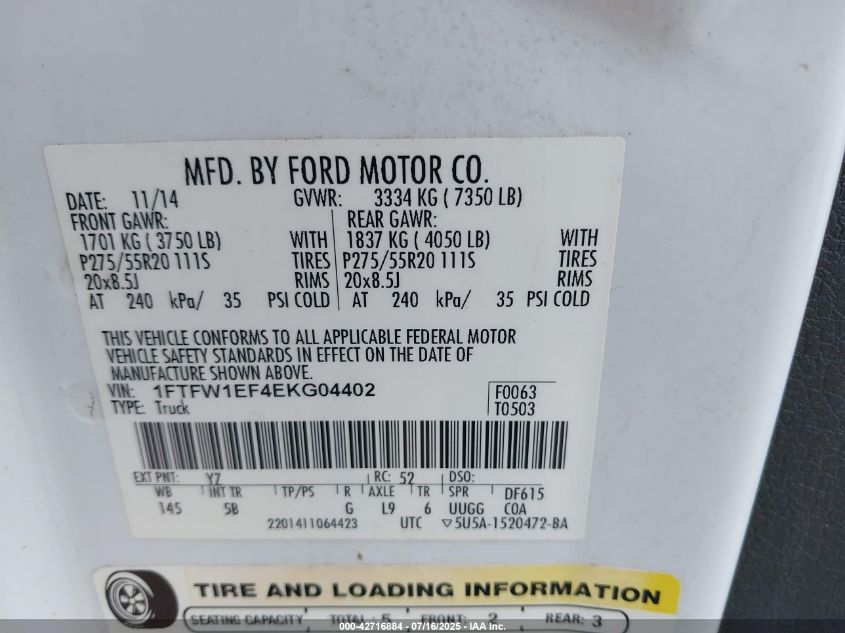 MFD. BY FORD MOTOR CO.
DATE: 11/14 GVWR: 3334 KG ( 7350 LB)
FRONT GAWR: REAR GAWR:
1701 KG ( 3750 LB) WITH 1837 KG ( 4050 LB) WITH
P275/55R20 111S TIRES P275/55R20 111S TIRES
20x8.5J RIMS 20x8.5J RIMS
AT 240 kPa/ 35 PSI COLD AT 240 kPa/ 35 PSI COLD
THIS VEHICLE CONFORMS TO ALL APPLICABLE FEDERAL MOTOR
VEHICLE SAFETY STANDARDS IN EFFECT ON THE DATE OF
MANUFACTURE SHOWN ABOVE.
VIN: 1FTFW1EF4EKG04402 F0063
TYPE: Truck T0503
EXT PNT: Y7 RC: 52 DSO:
WB INT TR TP/PS R AXLE TR SPR DF615
145 5B G L9 6 UUGG COA
2201411064423 UTC ▽5U5A-1520472-BA
TIRE AND LOADING INFORMATION
SEATING CAPACITY TOTAL: 5 FRONT: 2 REAR: 3
000-42716884 / 07/16/2025 / IAA Inc.